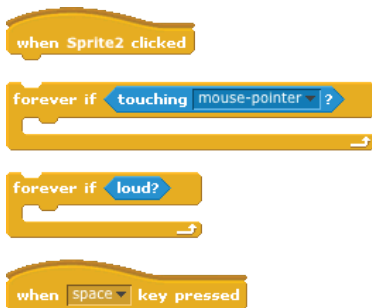 when Sprite2 clicked
forever if touching mouse-pointer ?
forever if loud?
when space key pressed